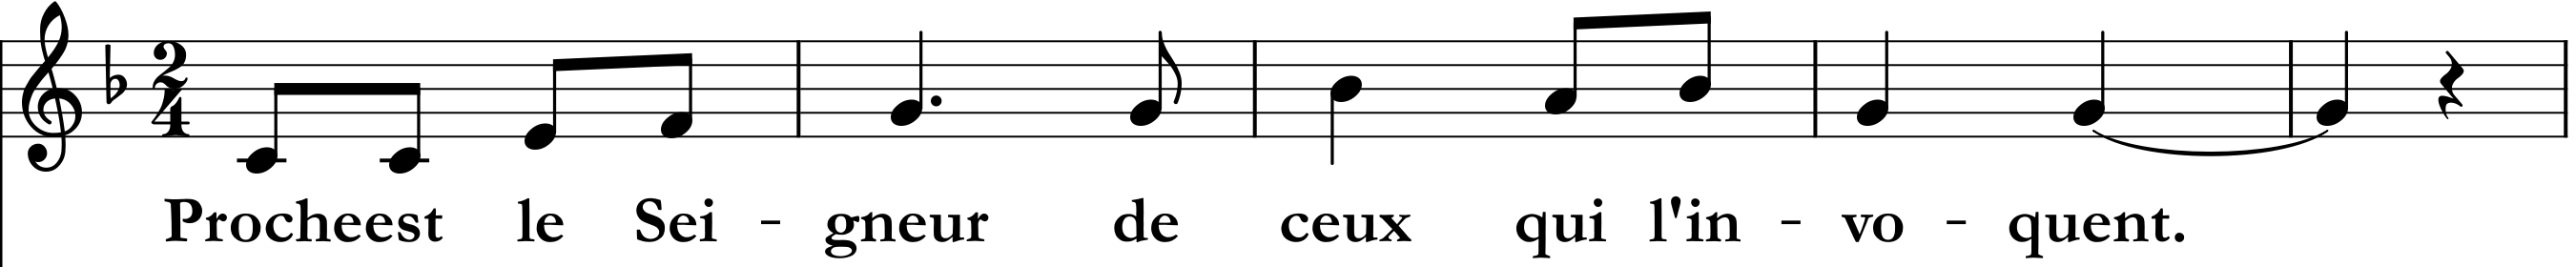 Procheest le Sei - gneur de ceux qui l'in - vo - quent.